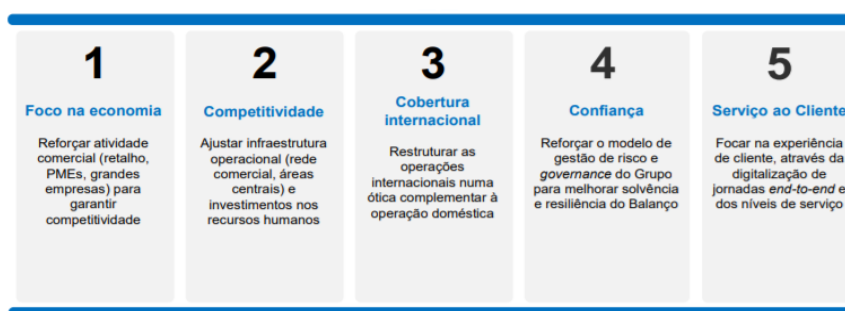 1
Foco na economia
Reforçar atividade
comercial (retalho,
PMEs, grandes
empresas) para
garantir
competitividade
2
Competitividade
Ajustar infraestrutura
operacional (rede
comercial, áreas
centrais) e
investimentos nos
recursos humanos
3
Cobertura
internacional
Restruturar as
operações
internacionais numa
ótica complementar à
operação doméstica
4
Confiança
Reforçar o modelo de
gestão de risco e
governance do Grupo
para melhorar solvência
e resiliência do Balanço
5
Serviço ao Cliente
Focar na experiência
de cliente, através da
digitalização de
jornadas end-to-end e
dos níveis de serviço